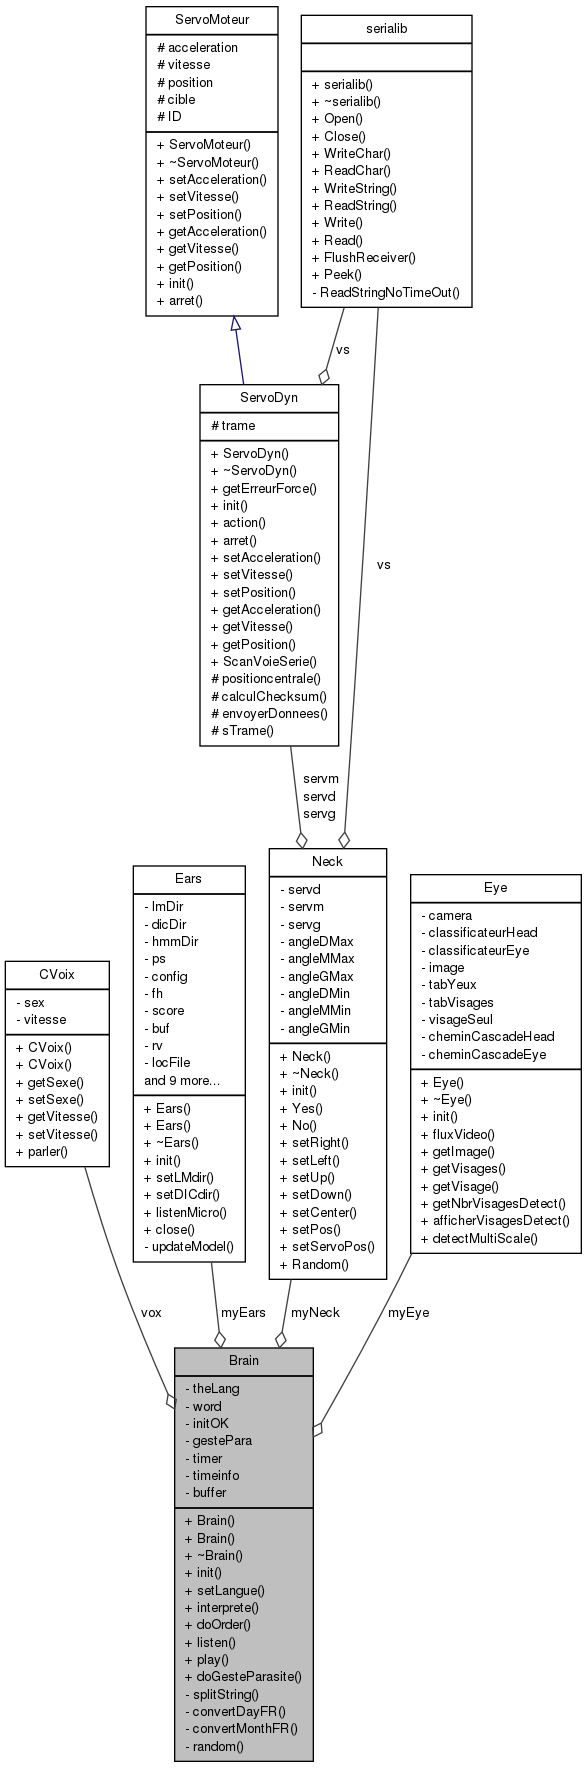 ServoMoteur
# acceleration
# vitesse
# position
# cible
# ID
+ ServoMoteur()
+ ~ServoMoteur()
+ setAcceleration()
+ setVitesse()
+ setPosition()
+ getAcceleration()
+ getVitesse()
+ getPosition()
+ init()
+ arret()
serialib
+ serialib()
+ ~serialib()
+ Open()
+ Close()
+ WriteChar()
+ ReadChar()
+ WriteString()
+ ReadString()
+ Write()
+ Read()
+ FlushReceiver()
+ Peek()
- ReadStringNoTimeOut()
vs
ServoDyn
# trame
+ ServoDyn()
+ ~ServoDyn()
+ getErreurForce()
+ init()
+ action()
+ arret()
+ setAcceleration()
+ setVitesse()
+ setPosition()
+ getAcceleration()
+ getVitesse()
+ getPosition()
+ ScanVoieSerie()
# positioncentrale()
# calculChecksum()
# envoyerDonnees()
# sTrame()
vs
servm
servd
servg
CVoix
- sex
- vitesse
+ CVoix()
+ CVoix()
+ getSexe()
+ setSexe()
+ getVitesse()
+ setVitesse()
+ parler()
Ears
- lmDir
- dicDir
- hmmDir
- ps
- config
- fh
- score
- buf
- rv
- locFile
and 9 more...
+ Ears()
+ Ears()
+ ~Ears()
+ init()
+ setLMdir()
+ setDICdir()
+ listenMicro()
+ close()
- updateModel()
Neck
- servd
- servm
- servg
- angleDMax
- angleMMax
- angleGMax
- angleDMin
- angleMMin
- angleGMin
+ Neck()
+ ~Neck()
+ init()
+ Yes()
+ No()
+ setRight()
+ setLeft()
+ setUp()
+ setDown()
+ setCenter()
+ setPos()
+ setServoPos()
+ Random()
Eye
- camera
- classificateurHead
- classificateurEye
- image
- tabYeux
- tabVisages
- visageSeul
- cheminCascadeHead
- cheminCascadeEye
+ Eye()
+ ~Eye()
+ init()
+ fluxVideo()
+ getImage()
+ getVisages()
+ getVisage()
+ getNbrVisagesDetect()
+ afficherVisagesDetect()
+ detectMultiScale()
vox
myEars
myNeck
myEye
Brain
- theLang
- word
- initOK
- gestePara
- timer
- timeinfo
- buffer
+ Brain()
+ Brain()
+ ~Brain()
+ init()
+ setLangue()
+ interprete()
+ doOrder()
+ listen()
+ play()
+ doGesteParasite()
- splitString()
- convertDayFR()
- convertMonthFR()
- random()